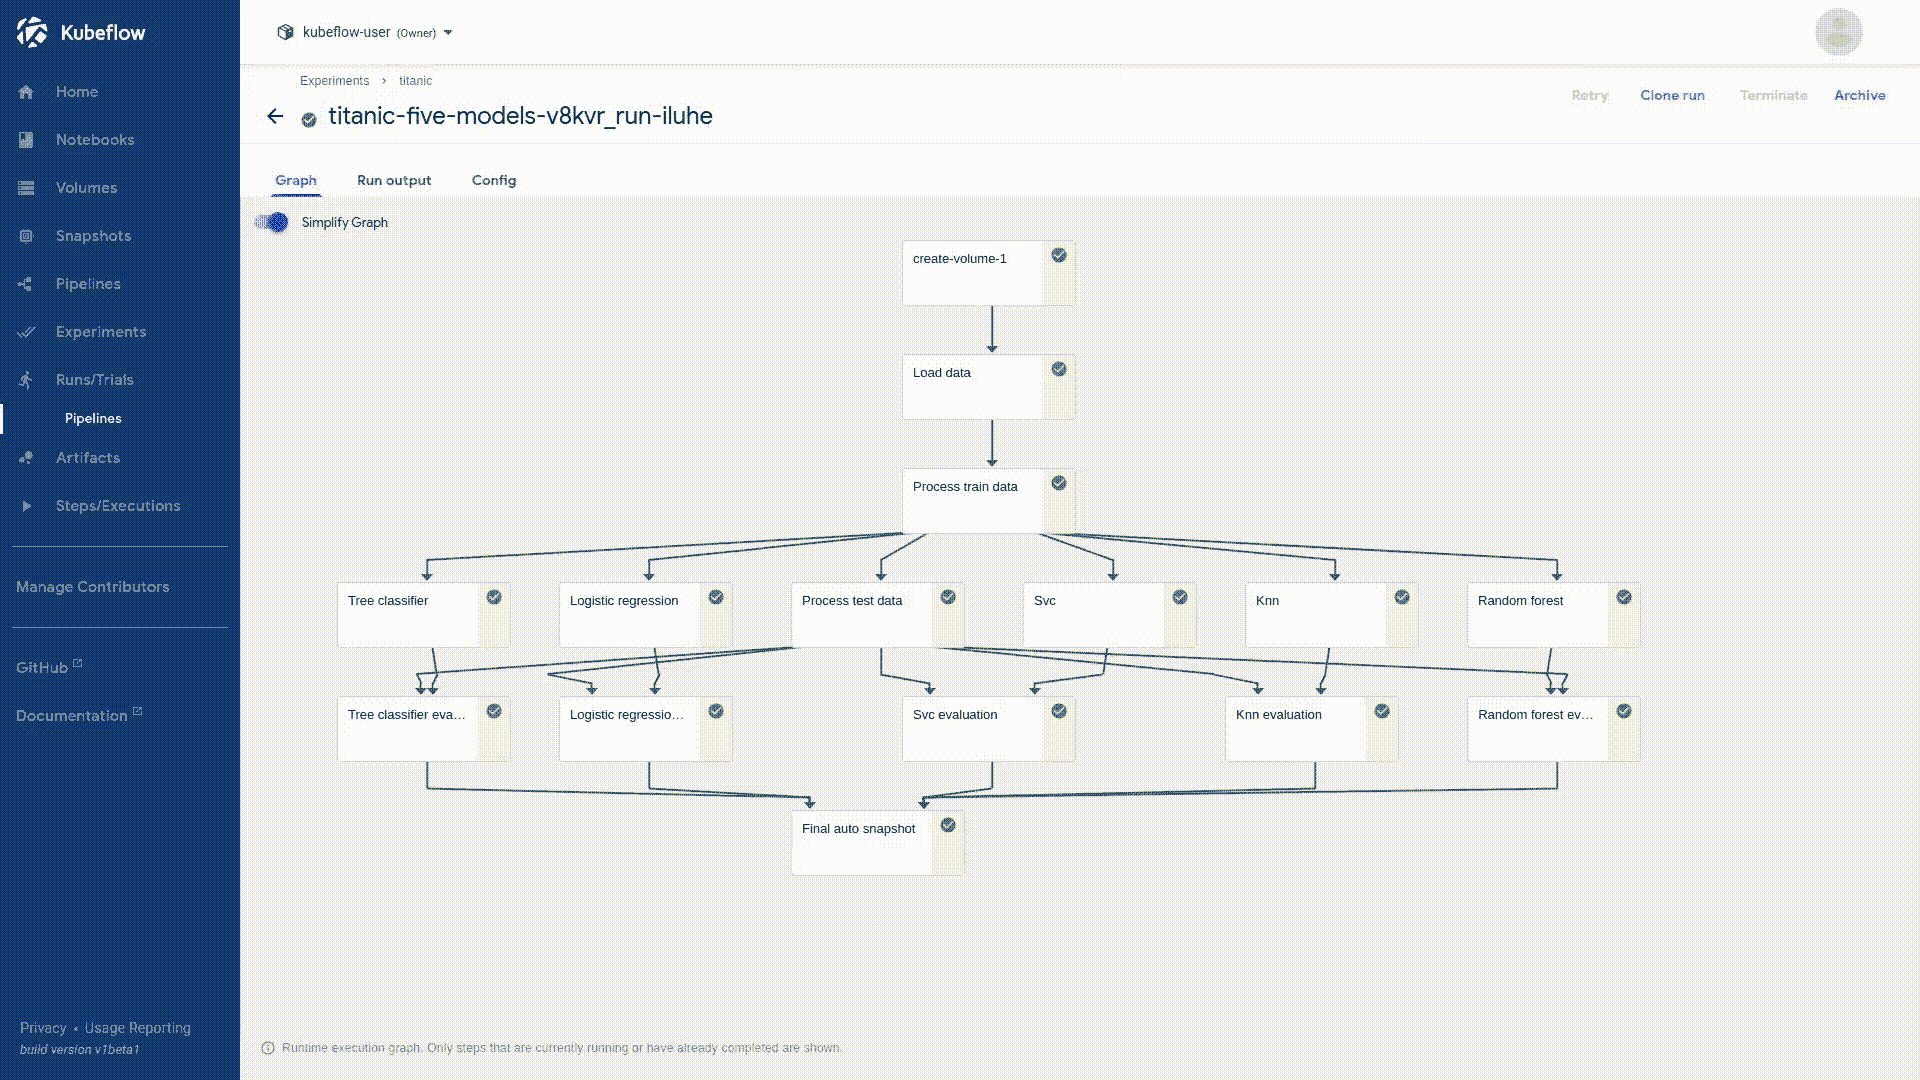 Kubeflow
Home
Notebooks
Volumes
Snapshots
Pipelines
Experiments
Runs/Trials
Pipelines
Artifacts
Steps/Executions
Manage Contributors
GitHub
Documentation
Privacy • Usage Reporting
build version v1beta1
kubeflow-user (Owner)
Experiments › titanic
titanic-five-models-v8kvr_run-iluhe
Retry Clone run Terminate Archive
Graph Run output Config
Simplify Graph
create-volume-1
Load data
Process train data
Tree classifier Logistic regression Process test data Svc Knn Random forest
Tree classifier eva... Logistic regressio... Svc evaluation Knn evaluation Random forest ev...
Final auto snapshot
Runtime execution graph. Only steps that are currently running or have already completed are shown.